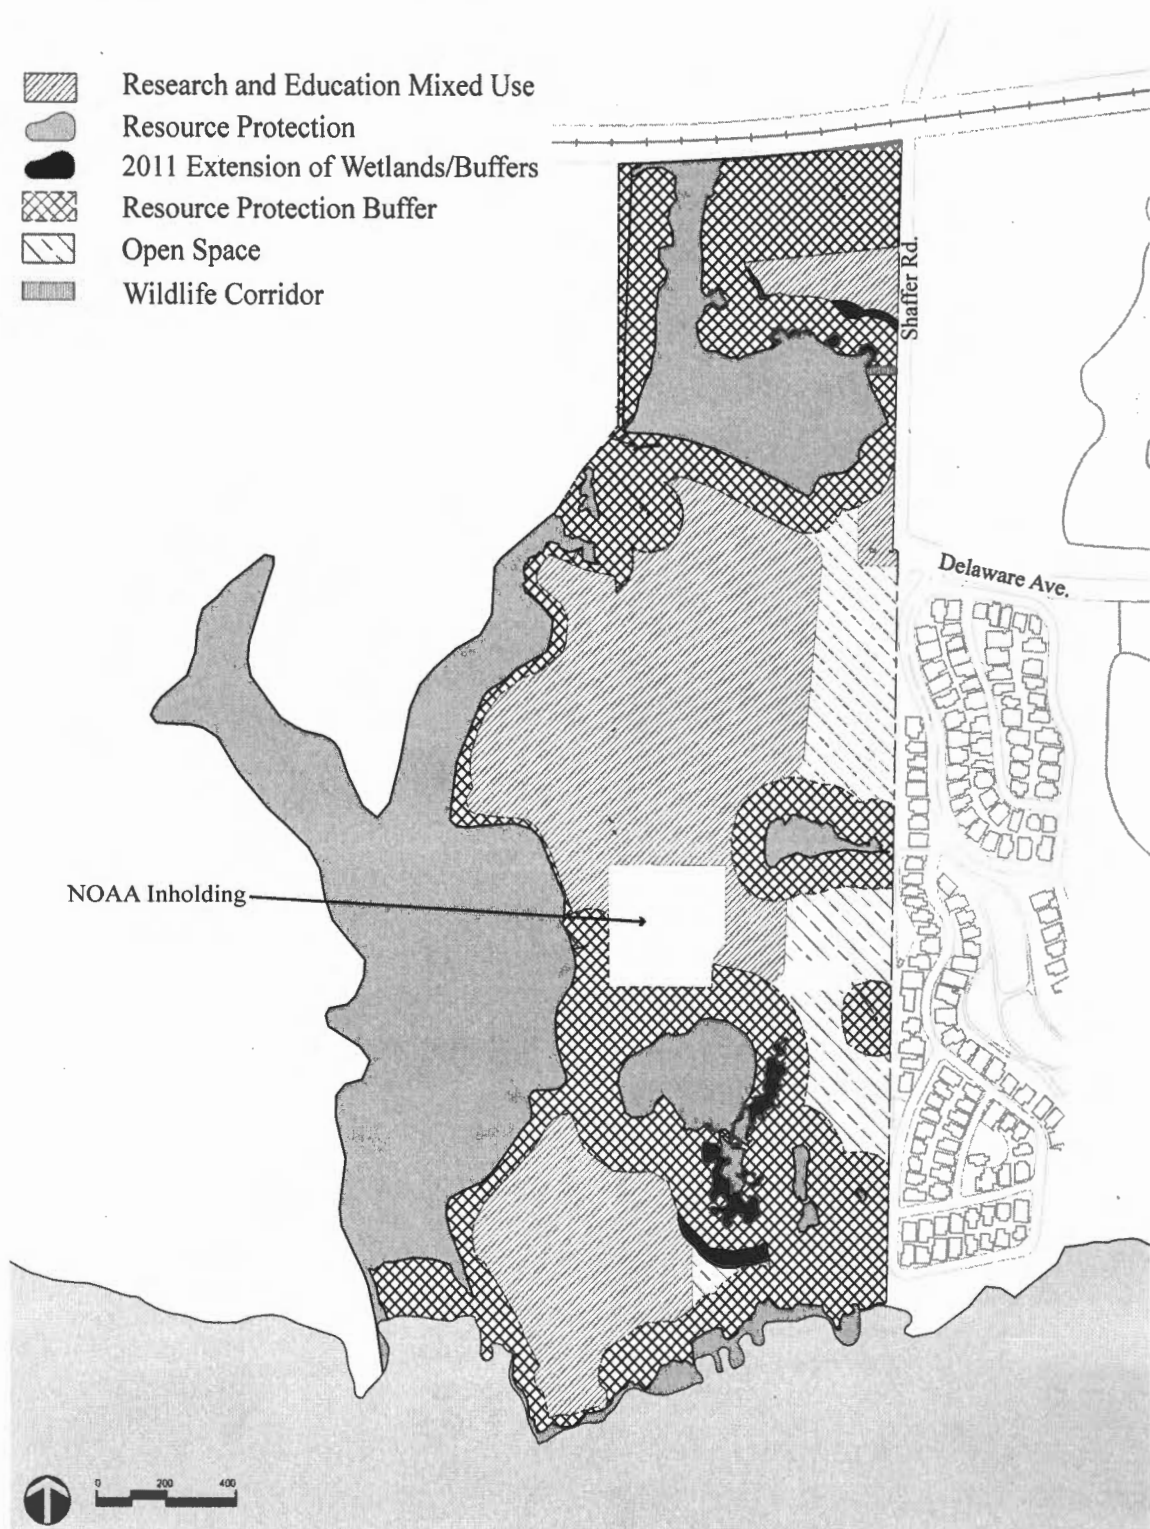 Research and Education Mixed Use
Resource Protection
2011 Extension of Wetlands/Buffers
Resource Protection Buffer
Open Space
Wildlife Corridor
Shaffer Rd.
Delaware Ave.
NOAA Inholding
0 200 400